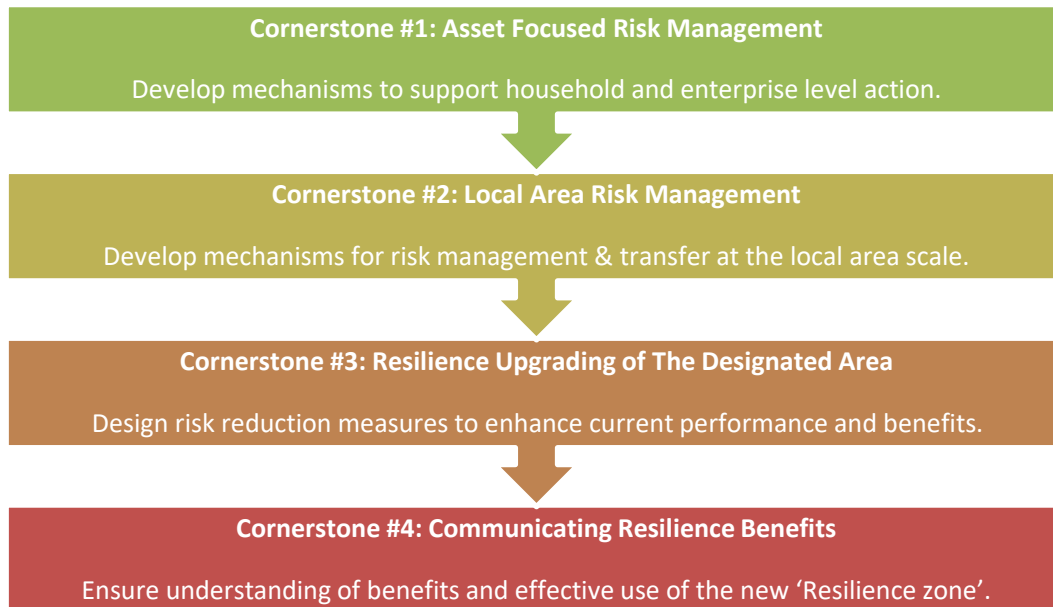 Cornerstone #1: Asset Focused Risk Management
Develop mechanisms to support household and enterprise level action.
Cornerstone #2: Local Area Risk Management
Develop mechanisms for risk management & transfer at the local area scale.
Cornerstone #3: Resilience Upgrading of The Designated Area
Design risk reduction measures to enhance current performance and benefits.
Cornerstone #4: Communicating Resilience Benefits
Ensure understanding of benefits and effective use of the new ‘Resilience zone’.